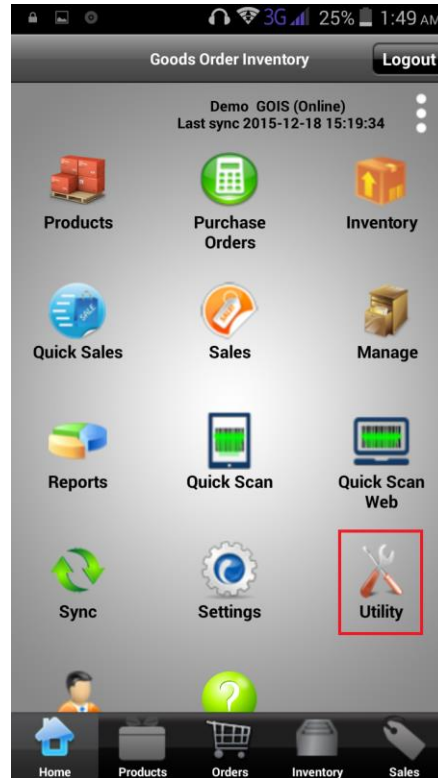 3G 25% 1:49 AM
Goods Order Inventory
Logout
Demo GOIS (Online)
Last sync 2015-12-18 15:19:34
Products
Purchase
Orders
Inventory
SALE
Quick Sales
SALE
Sales
Manage
Reports
Quick Scan
Quick Scan
Web
Sync
Settings
Utility
?
Home
Products
Orders
Inventory
Sales